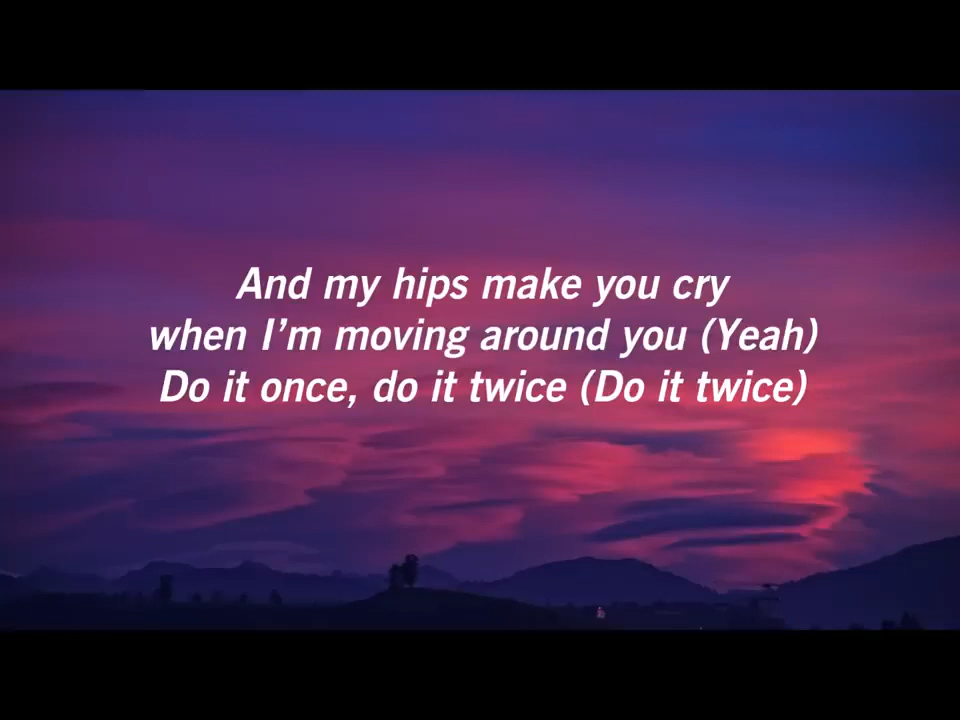 And my hips make you cry
when I’m moving around you (Yeah)
Do it once, do it twice (Do it twice)